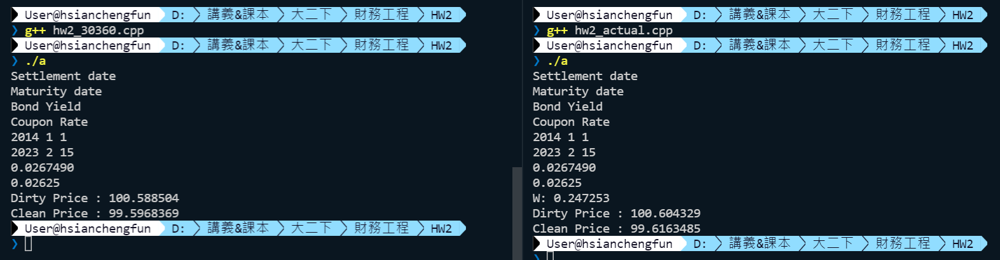 User@hsianchengfun D: 講義&課本 大二下 財務工程 HW2
❯ g++ hw2_30360.cpp
User@hsianchengfun D: 講義&課本 大二下 財務工程 HW2
❯ ./a
Settlement date
Maturity date
Bond Yield
Coupon Rate
2014 1 1
2023 2 15
0.0267490
0.02625
Dirty Price : 100.588504
Clean Price : 99.5968369
User@hsianchengfun D: 講義&課本 大二下 財務工程 HW2
❯
User@hsianchengfun D: 講義&課本 大二下 財務工程 HW2
❯ g++ hw2_actual.cpp
User@hsianchengfun D: 講義&課本 大二下 財務工程 HW2
❯ ./a
Settlement date
Maturity date
Bond Yield
Coupon Rate
2014 1 1
2023 2 15
0.0267490
0.02625
W: 0.247253
Dirty Price : 100.604329
Clean Price : 99.6163485
User@hsianchengfun D: 講義&課本 大二下 財務工程 HW2
❯